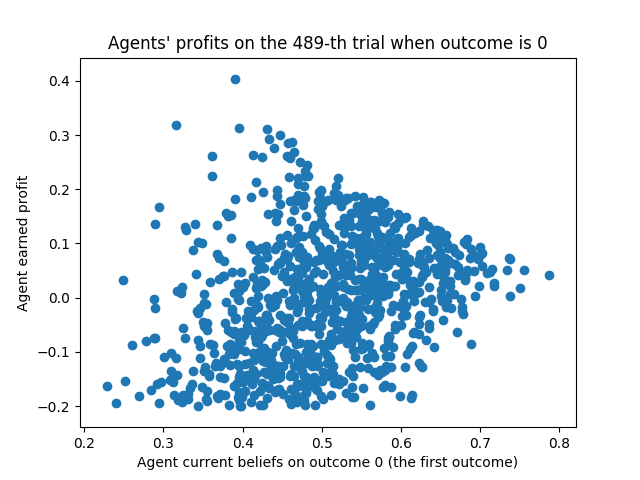 Agents' profits on the 489-th trial when outcome is 0
Agent earned profit
0.4
0.3
0.2
0.1
0.0
−0.1
−0.2
0.2 0.3 0.4 0.5 0.6 0.7 0.8
Agent current beliefs on outcome 0 (the first outcome)